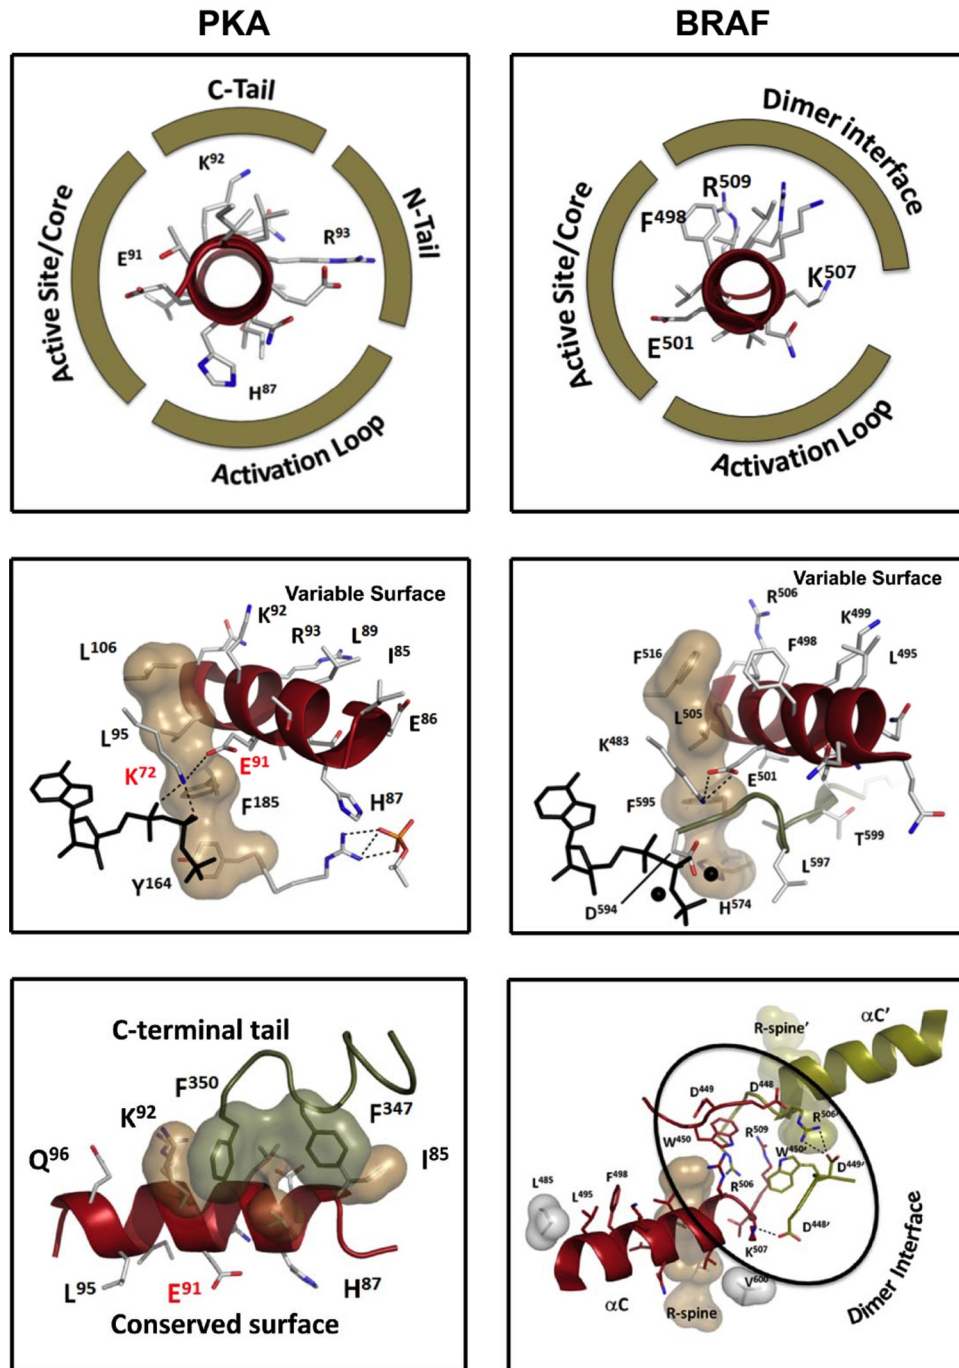 PKA
BRAF
C-Tail
K92
N-Tail
R93
E91
Active Site/Core
H87
Activation Loop
Dimer interface
R509
F498
Active Site/Core
K507
E501
Activation Loop
Variable Surface
K92
R93
L89
I85
L106
E86
L95
K72
E91
F185
H87
Y164
Variable Surface
R506
K499
F498
L495
F516
L505
K483
E501
F595
T599
L597
D594
H574
C-terminal tail
F350
K92
F347
Q96
I85
L95
E91
H87
Conserved surface
αC'
R-spine'
D449
D448
R506'
W450
R509
W450'
D449'
L485
F498
L495
R506
D448'
K507
V600
αC
R-spine
Dimer Interface